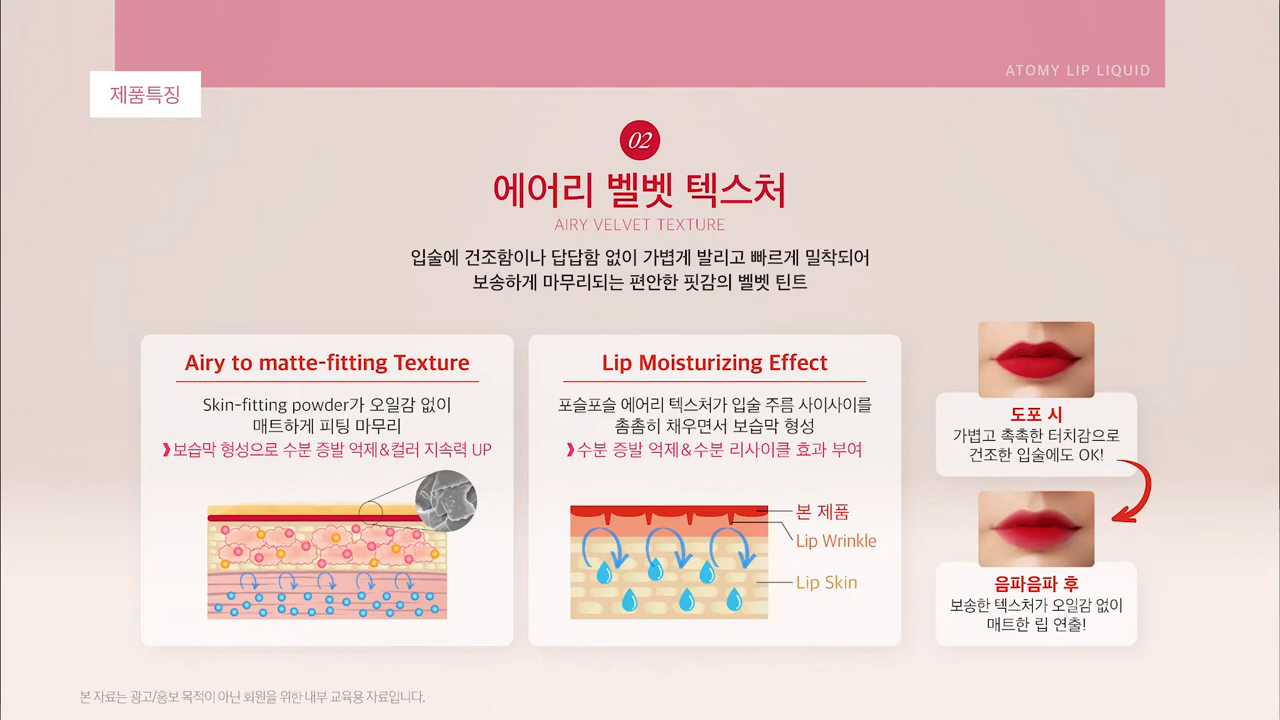 ATOMY LIP LIQUID
제품특징
02
에어리 벨벳 텍스처
AIRY VELVET TEXTURE
입술에 건조함이나 답답함 없이 가볍게 발리고 빠르게 밀착되어
보송하게 마무리되는 편안한 핏감의 벨벳 틴트
Airy to matte-fitting Texture
Skin-fitting powder가 오일감 없이
매트하게 피팅 마무리
❱보습막 형성으로 수분 증발 억제&컬러 지속력 UP
Lip Moisturizing Effect
포슬포슬 에어리 텍스처가 입술 주름 사이사이를
촘촘히 채우면서 보습막 형성
❱수분 증발 억제&수분 리사이클 효과 부여
본 제품
Lip Wrinkle
Lip Skin
도포 시
가볍고 촉촉한 터치감으로
건조한 입술에도 OK!
음파음파 후
보송한 텍스처가 오일감 없이
매트한 립 연출!
본 자료는 광고/홍보 목적이 아닌 회원을 위한 내부 교육용 자료입니다.